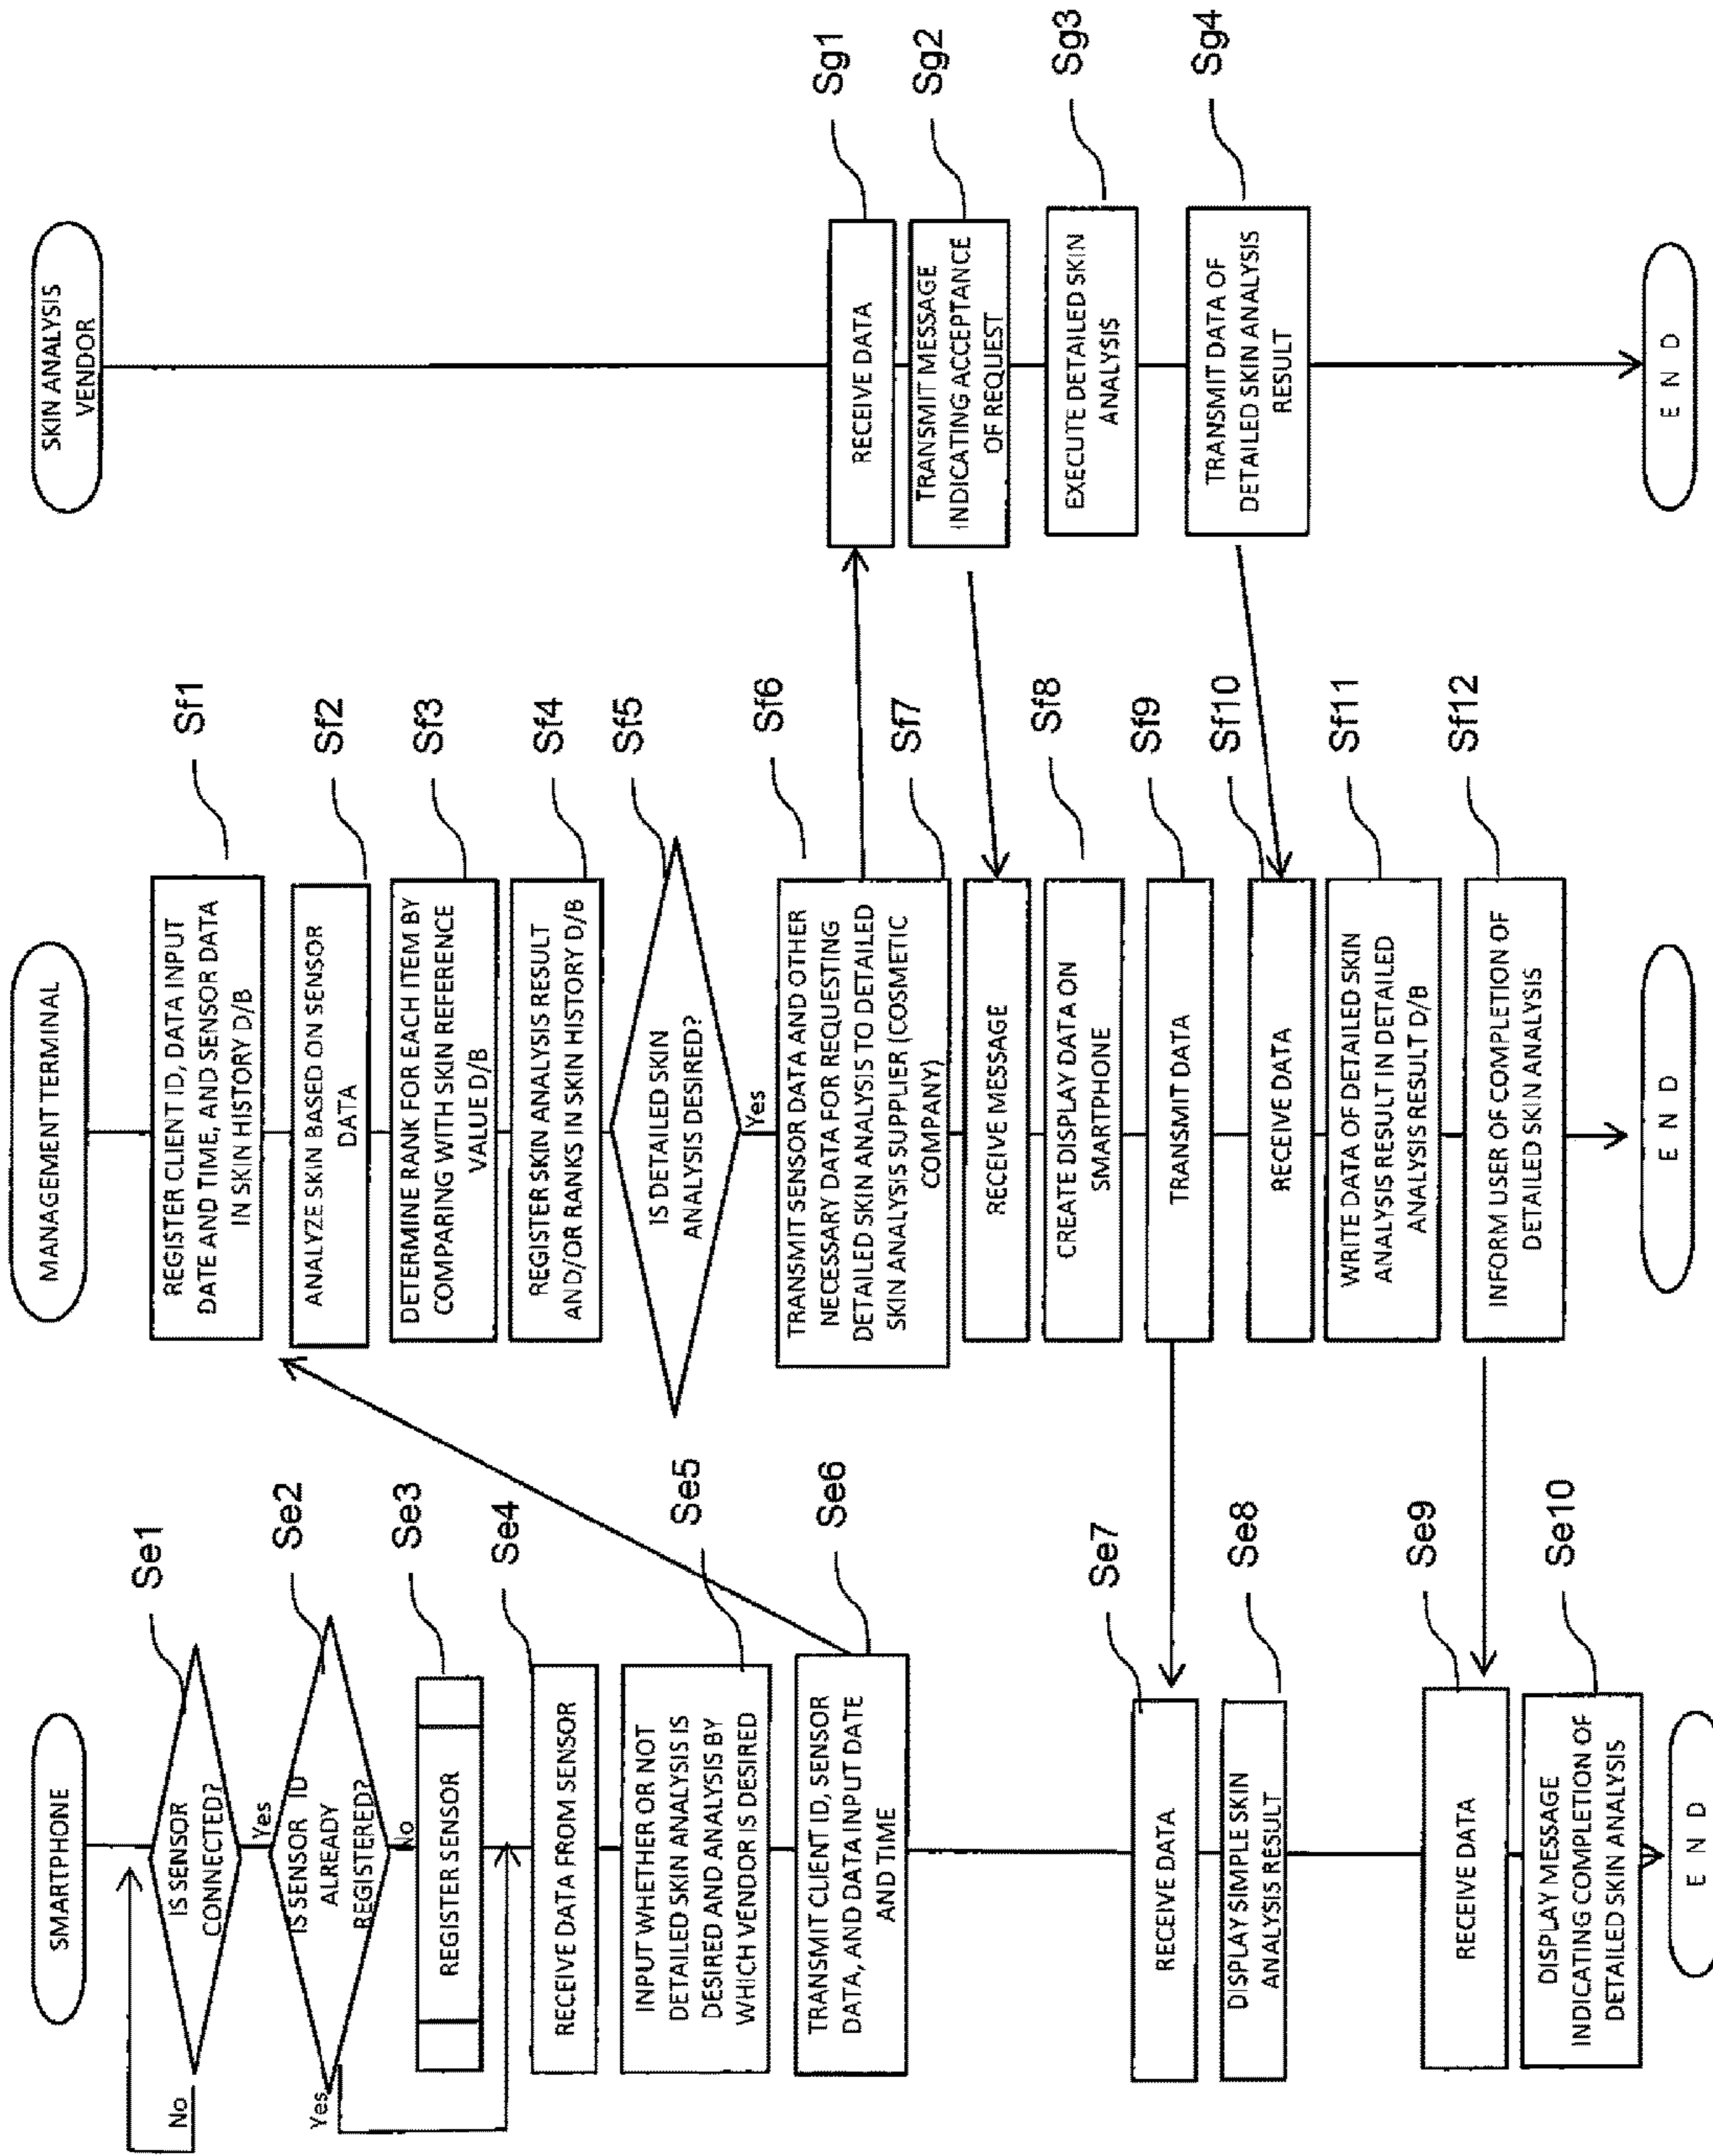 SMARTPHONE
IS SENSOR
CONNECTED?
Se1
No
Yes
IS SENSOR ID
ALREADY
REGISTERED?
Se2
Yes
No
REGISTER SENSOR
Se3
RECEIVE DATA FROM SENSOR
Se4
INPUT WHETHER OR NOT
DETAILED SKIN ANALYSIS IS
DESIRED AND ANALYSIS BY
WHICH VENDOR IS DESIRED
Se5
TRANSMIT CLIENT ID, SENSOR
DATA, AND DATA INPUT DATE
AND TIME
Se6
RECEIVE DATA
Se7
DISPLAY SIMPLE SKIN
ANALYSIS RESULT
Se8
RECEIVE DATA
Se9
DISPLAY MESSAGE
INDICATING COMPLETION OF
DETAILED SKIN ANALYSIS
Se10
E N D
MANAGEMENT TERMINAL
REGISTER CLIENT ID, DATA INPUT
DATE AND TIME, AND SENSOR DATA
IN SKIN HISTORY D/B
Sf1
ANALYZE SKIN BASED ON SENSOR
DATA
Sf2
DETERMINE RANK FOR EACH ITEM BY
COMPARING WITH SKIN REFERENCE
VALUE D/B
Sf3
REGISTER SKIN ANALYSIS RESULT
AND/OR RANKS IN SKIN HISTORY D/B
Sf4
IS DETAILED SKIN
ANALYSIS DESIRED?
Sf5
Yes
TRANSMIT SENSOR DATA AND OTHER
NECESSARY DATA FOR REQUESTING
DETAILED SKIN ANALYSIS TO DETAILED
SKIN ANALYSIS SUPPLIER (COSMETIC
COMPANY)
Sf6
RECEIVE MESSAGE
Sf7
CREATE DISPLAY DATA ON
SMARTPHONE
Sf8
TRANSMIT DATA
Sf9
RECEIVE DATA
Sf10
WRITE DATA OF DETAILED SKIN
ANALYSIS RESULT IN DETAILED
ANALYSIS RESULT D/B
Sf11
INFORM USER OF COMPLETION OF
DETAILED SKIN ANALYSIS
Sf12
E N D
SKIN ANALYSIS
VENDOR
RECEIVE DATA
Sg1
TRANSMIT MESSAGE
INDICATING ACCEPTANCE
OF REQUEST
Sg2
EXECUTE DETAILED SKIN
ANALYSIS
Sg3
TRANSMIT DATA OF
DETAILED SKIN ANALYSIS
RESULT
Sg4
E N D